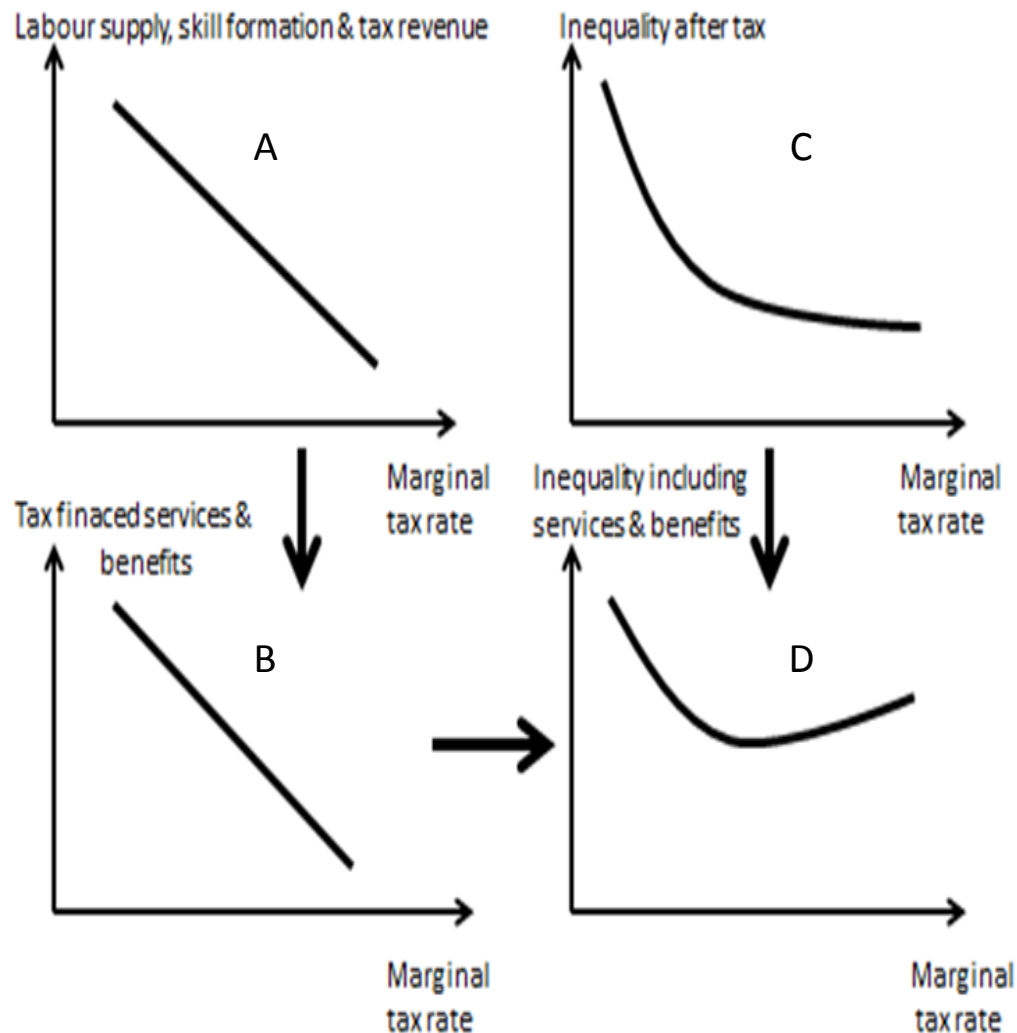 Labour supply, skill formation & tax revenue
A
Marginal
tax rate
Inequality after tax
C
Marginal
tax rate
Tax finaced services &
benefits
B
Marginal
tax rate
Inequality including
services & benefits
D
Marginal
tax rate